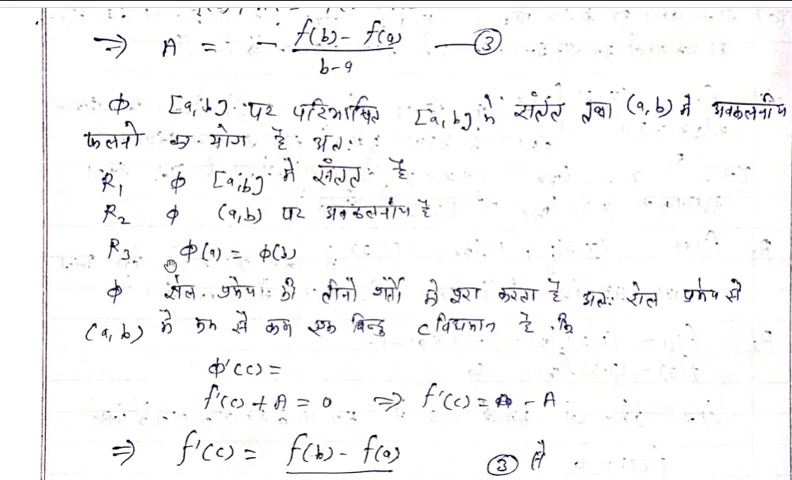 ⇒ A = - f(b) - f(a) / b-a —③
ϕ [a,b] पर परिभाषित [a,b] में संतत तथा (a,b) में अवकलनीय
फलनो का योग है अतः
R₁ ϕ [a,b] में संतत है
R₂ ϕ (a,b) पर अवकलनीय है
R₃ ϕ(a) = ϕ(b)
ϕ रोल प्रमेय की तीनो शर्तो को पूरा करता है अतः रोल प्रमेय से
(a,b) में कम से कम एक बिन्दु c विद्यमान है कि
ϕ'(c) =
f'(c) + A = 0 ⇒ f'(c) = - A
⇒ f'(c) = f(b) - f(a) ③ से